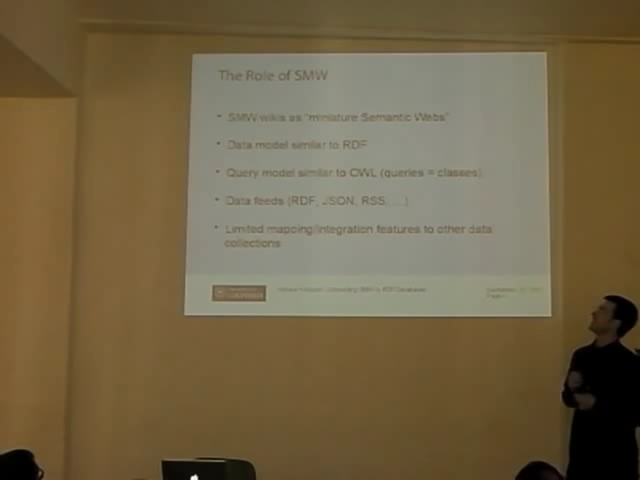 The Role of SMW
• SMW wikis as "miniature Semantic Webs"
• Data model similar to RDF
• Query model similar to OWL (queries = classes)
• Data feeds (RDF, JSON, RSS, ...)
• Limited mapping/integration features to other data
collections